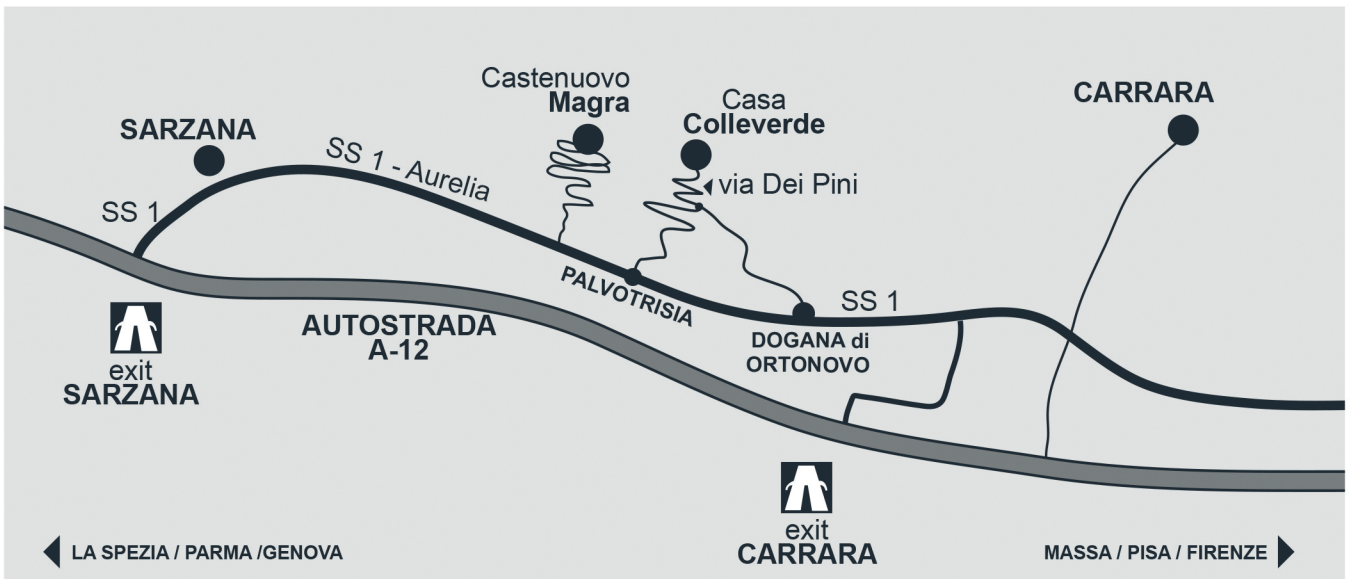 Castenuovo
Magra
Casa
Colleverde
CARRARA
SARZANA
SS 1 - Aurelia
via Dei Pini
SS 1
PALVOTRISIA
SS 1
AUTOSTRADA
A-12
DOGANA di
ORTONOVO
exit
SARZANA
exit
CARRARA
LA SPEZIA / PARMA /GENOVA
MASSA / PISA / FIRENZE